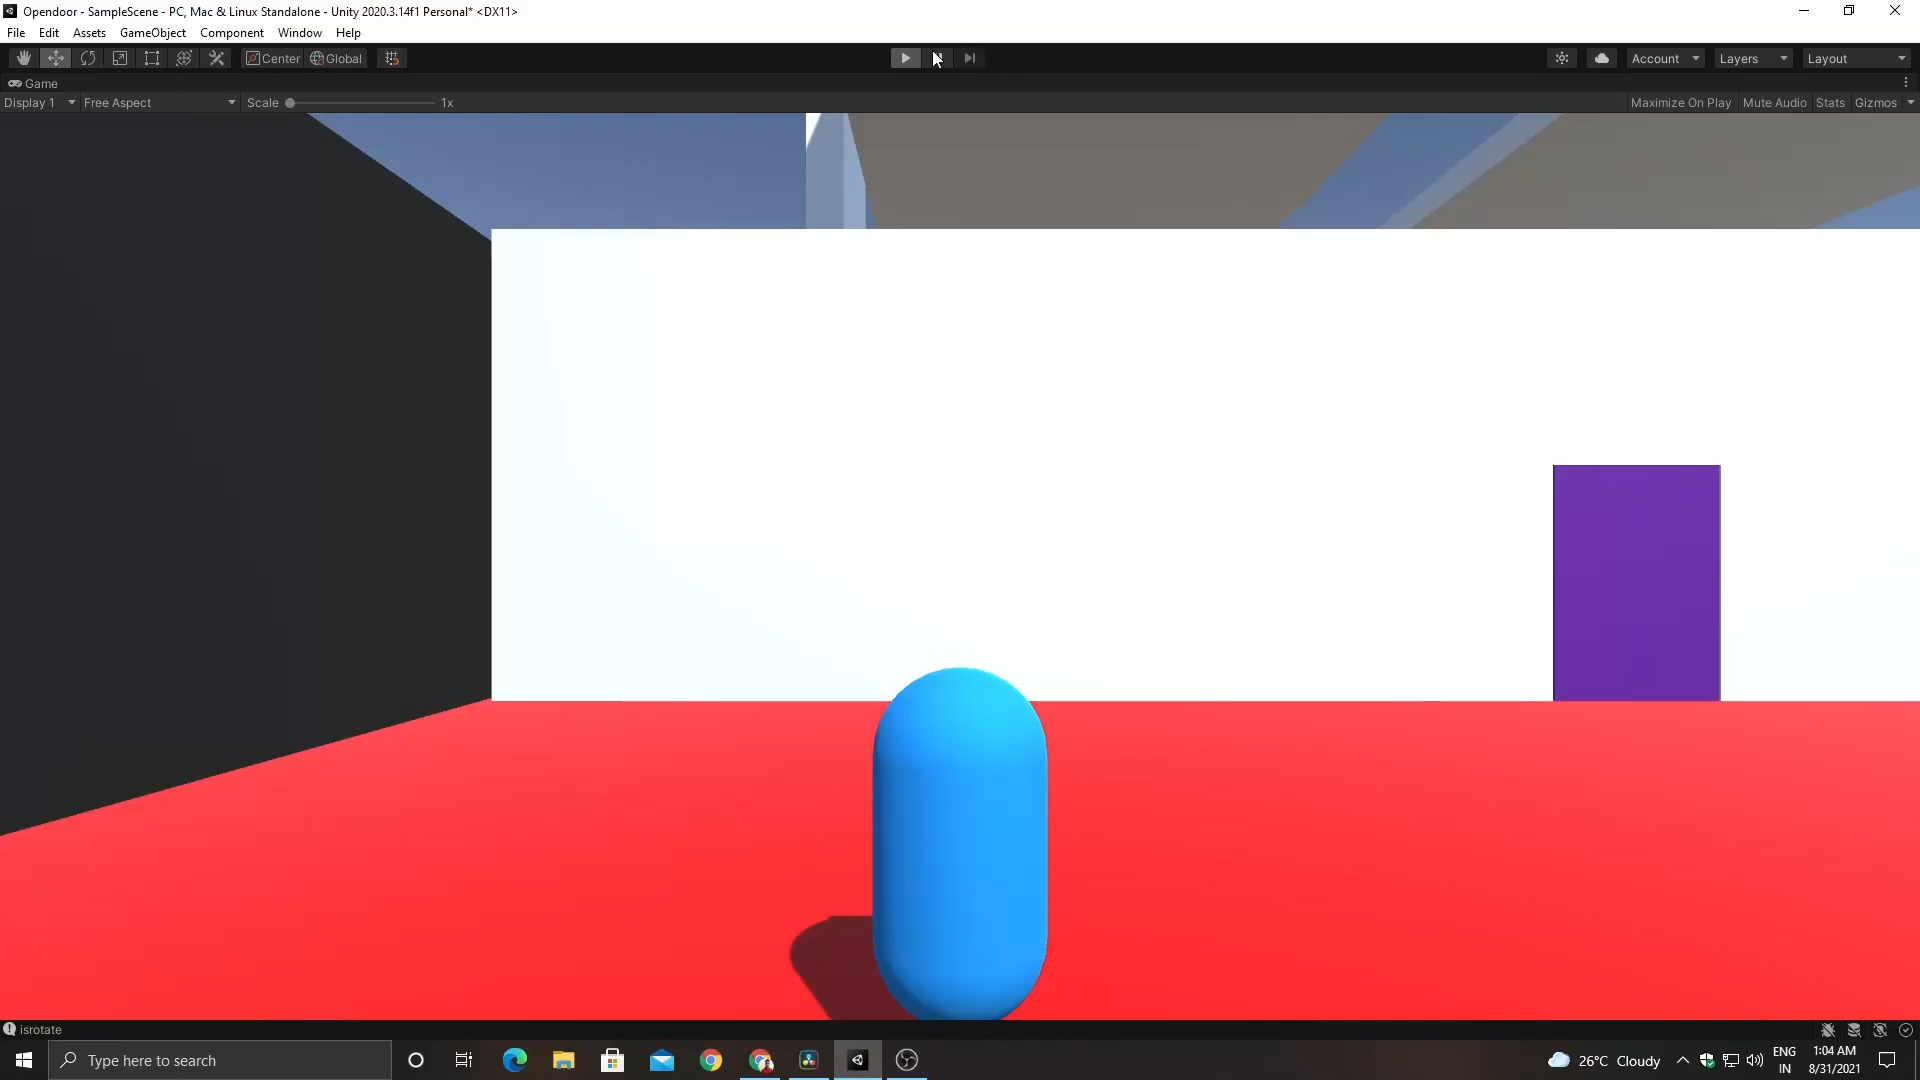 Opendoor - SampleScene - PC, Mac & Linux Standalone - Unity 2020.3.14f1 Personal* <DX11>
File Edit Assets GameObject Component Window Help
Center Global Account Layers Layout
Game
Display 1 Free Aspect Scale 1x Maximize On Play Mute Audio Stats Gizmos
isrotate
Type here to search 26°C Cloudy ENG IN 1:04 AM 8/31/2021